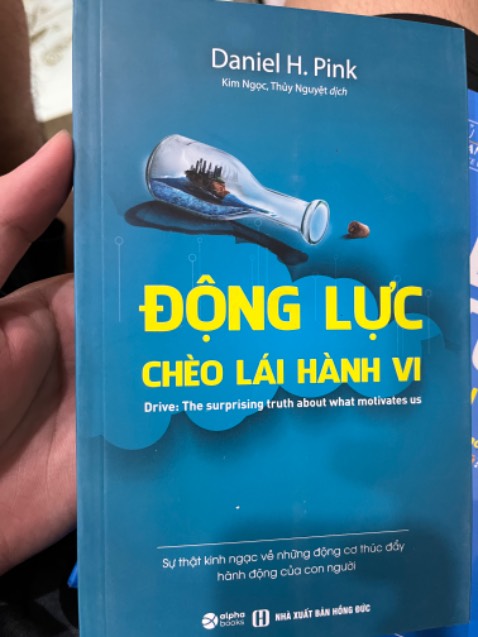 Daniel H. Pink
Kim Ngọc, Thủy Nguyệt dịch
ĐỘNG LỰC
CHÈO LÁI HÀNH VI
Drive: The surprising truth about what motivates us
Sự thật kinh ngạc về những động cơ thúc đẩy
hành động của con người
alpha books
H NHÀ XUẤT BẢN HỒNG ĐỨC